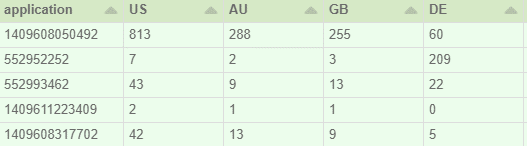 application US AU GB DE
1409608050492 813 288 255 60
552952252 7 2 3 209
552993462 43 9 13 22
1409611223409 2 1 1 0
1409608317702 42 13 9 5